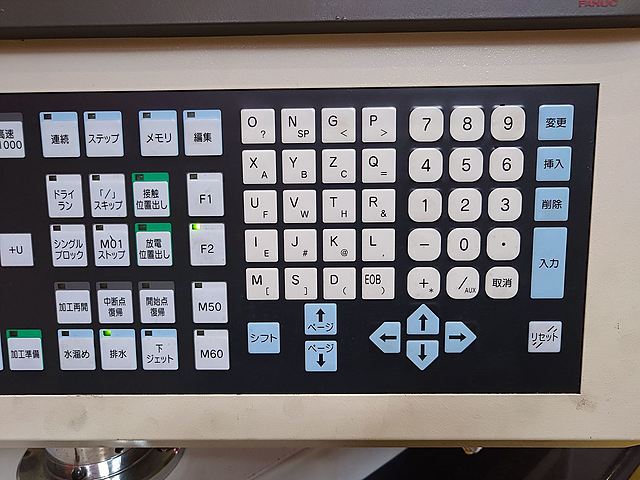 FANUC
高速
1000
連続
ステップ
メモリ
編集
O ?
N SP
G <
P >
7
8
9
変更
X A
Y B
Z C
Q =
4
5
6
挿入
ドライ
ラン
「/」
スキップ
接触
位置出し
F1
U F
V W
T H
R &
1
2
3
削除
+U
シングル
ブロック
M01
ストップ
放電
位置出し
F2
I E
J #
K @
L ,
−
0
・
入力
加工再開
中断点
復帰
開始点
復帰
M50
M [
S ]
D (
EOB )
+ *
/ AUX
取消
加工準備
水溜め
排水
下
ジェット
M60
シフト
↑
ページ
ページ
↓
←
↑
↓
→
リセット